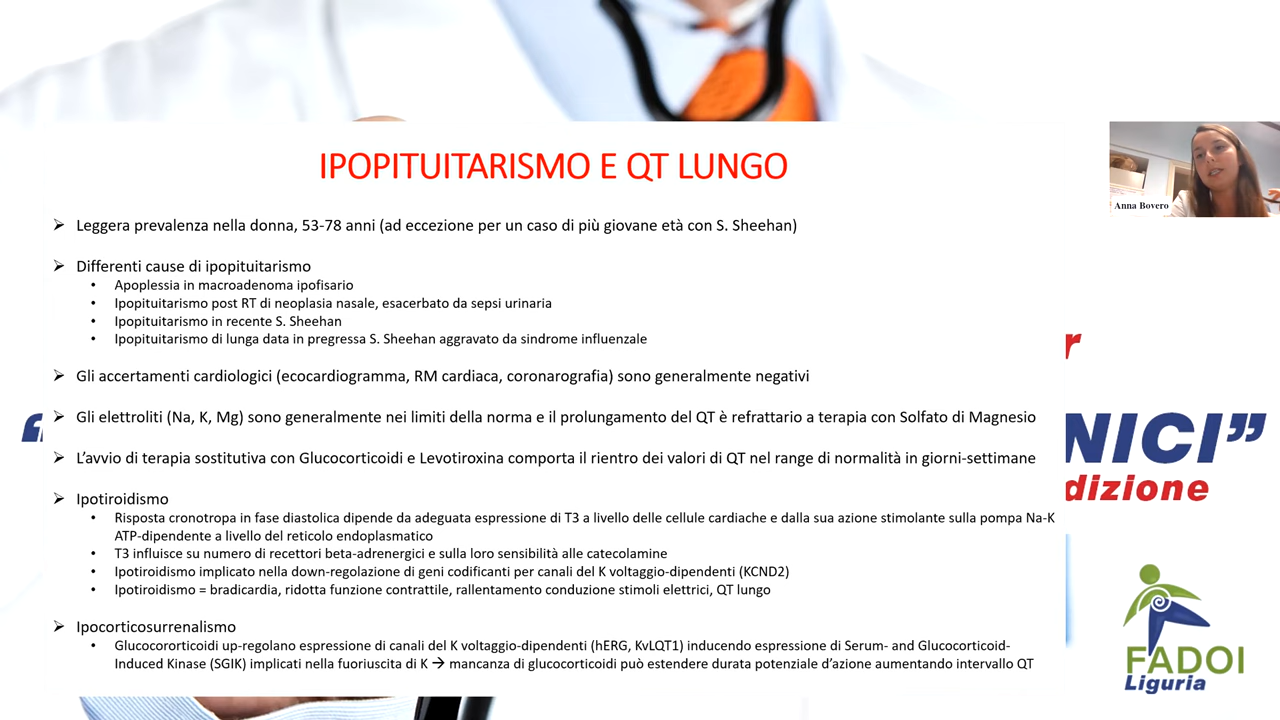 IPOPITUITARISMO E QT LUNGO
Anna Bovero
➢ Leggera prevalenza nella donna, 53-78 anni (ad eccezione per un caso di più giovane età con S. Sheehan)
➢ Differenti cause di ipopituitarismo
• Apoplessia in macroadenoma ipofisario
• Ipopituitarismo post RT di neoplasia nasale, esacerbato da sepsi urinaria
• Ipopituitarismo in recente S. Sheehan
• Ipopituitarismo di lunga data in pregressa S. Sheehan aggravato da sindrome influenzale
➢ Gli accertamenti cardiologici (ecocardiogramma, RM cardiaca, coronarografia) sono generalmente negativi
➢ Gli elettroliti (Na, K, Mg) sono generalmente nei limiti della norma e il prolungamento del QT è refrattario a terapia con Solfato di Magnesio
➢ L'avvio di terapia sostitutiva con Glucocorticoidi e Levotiroxina comporta il rientro dei valori di QT nel range di normalità in giorni-settimane
➢ Ipotiroidismo
• Risposta cronotropa in fase diastolica dipende da adeguata espressione di T3 a livello delle cellule cardiache e dalla sua azione stimolante sulla pompa Na-K
ATP-dipendente a livello del reticolo endoplasmatico
• T3 influisce su numero di recettori beta-adrenergici e sulla loro sensibilità alle catecolamine
• Ipotiroidismo implicato nella down-regolazione di geni codificanti per canali del K voltaggio-dipendenti (KCND2)
• Ipotiroidismo = bradicardia, ridotta funzione contrattile, rallentamento conduzione stimoli elettrici, QT lungo
➢ Ipocorticosurrenalismo
• Glucocororticoidi up-regolano espressione di canali del K voltaggio-dipendenti (hERG, KvLQT1) inducendo espressione di Serum- and Glucocorticoid-
Induced Kinase (SGIK) implicati nella fuoriuscita di K → mancanza di glucocorticoidi può estendere durata potenziale d'azione aumentando intervallo QT
r
“
NICI”
dizione
FADOI
Liguria